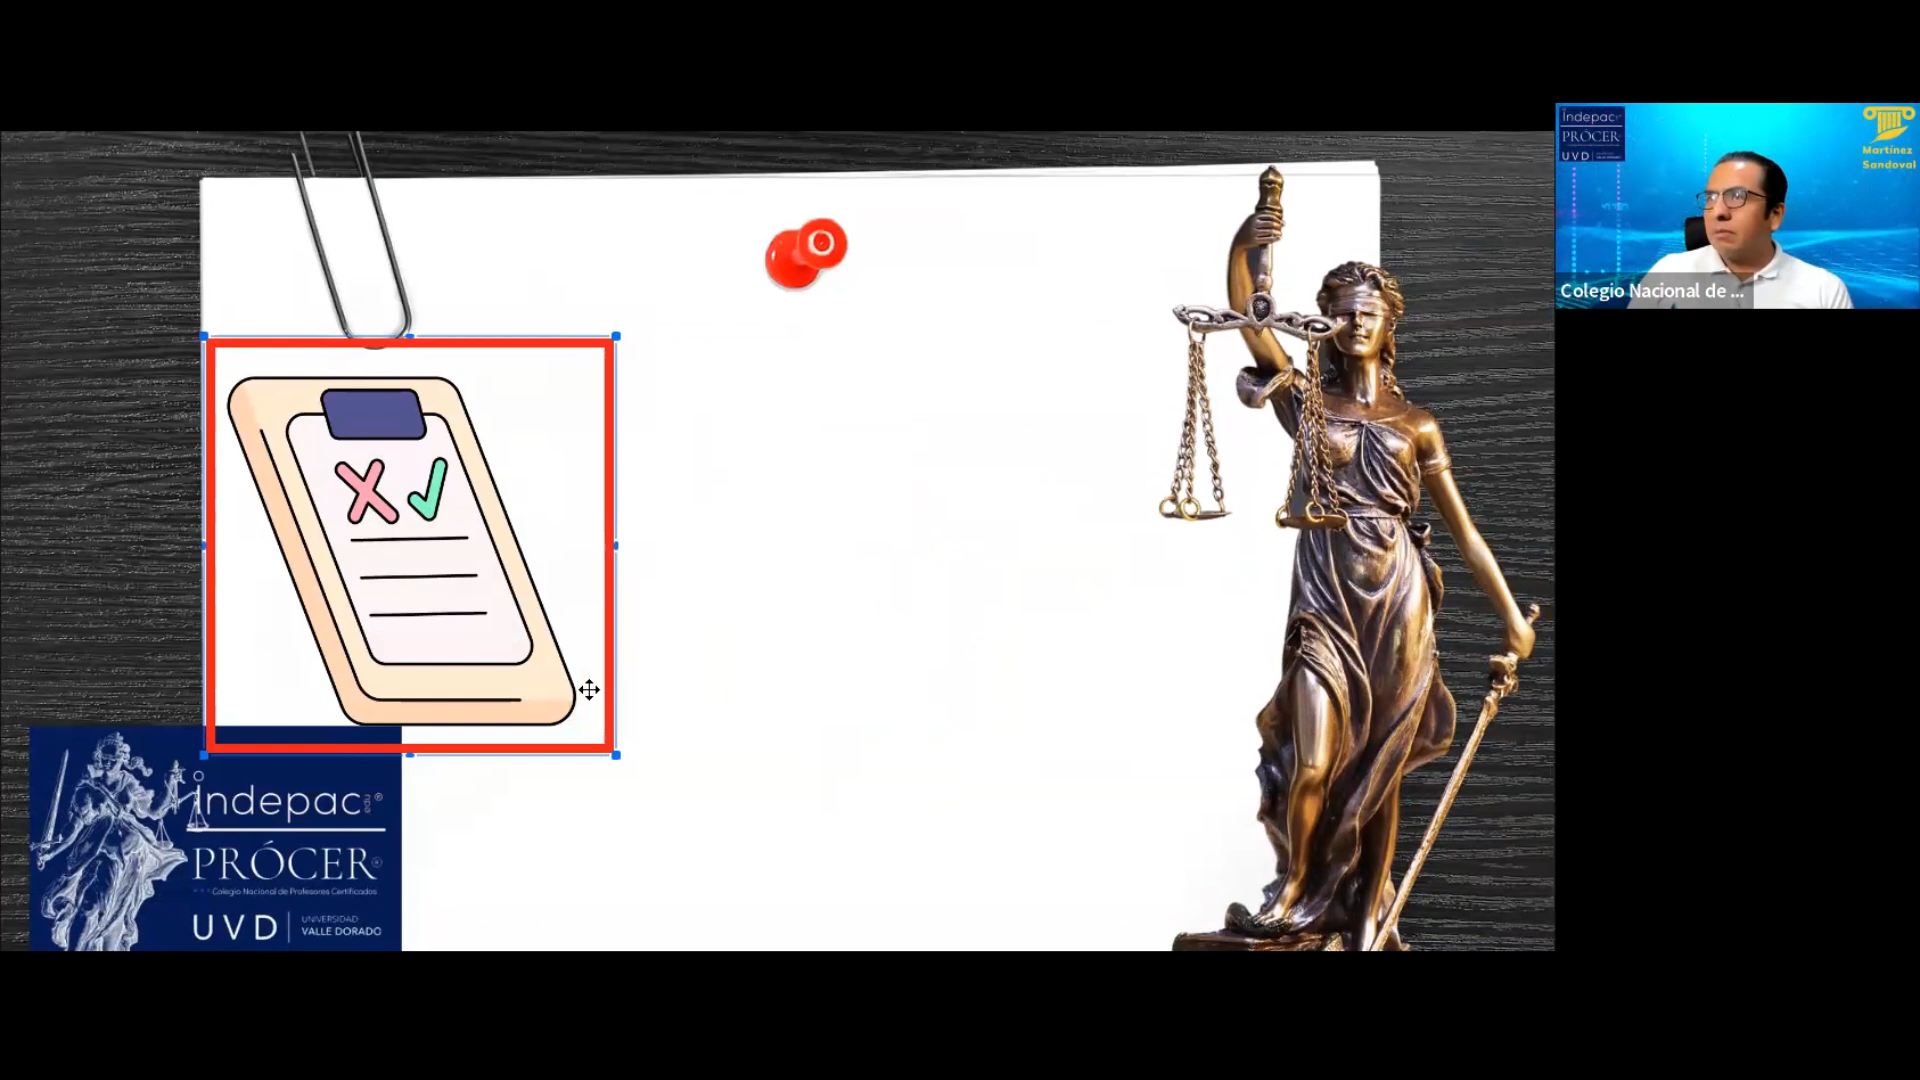 indepac
PRÓCER
UVD
Martínez
Sandoval
Colegio Nacional de ...
indepac
PRÓCER
Colegio Nacional de Profesores Certificados
UVD
UNIVERSIDAD
VALLE DORADO